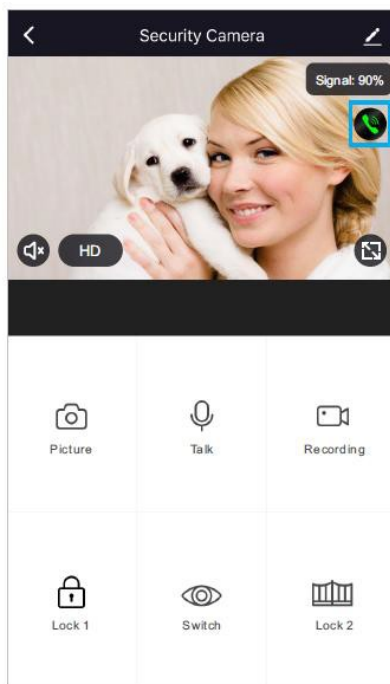 Security Camera
Signal: 90%
HD
Picture
Talk
Recording
Lock 1
Switch
Lock 2